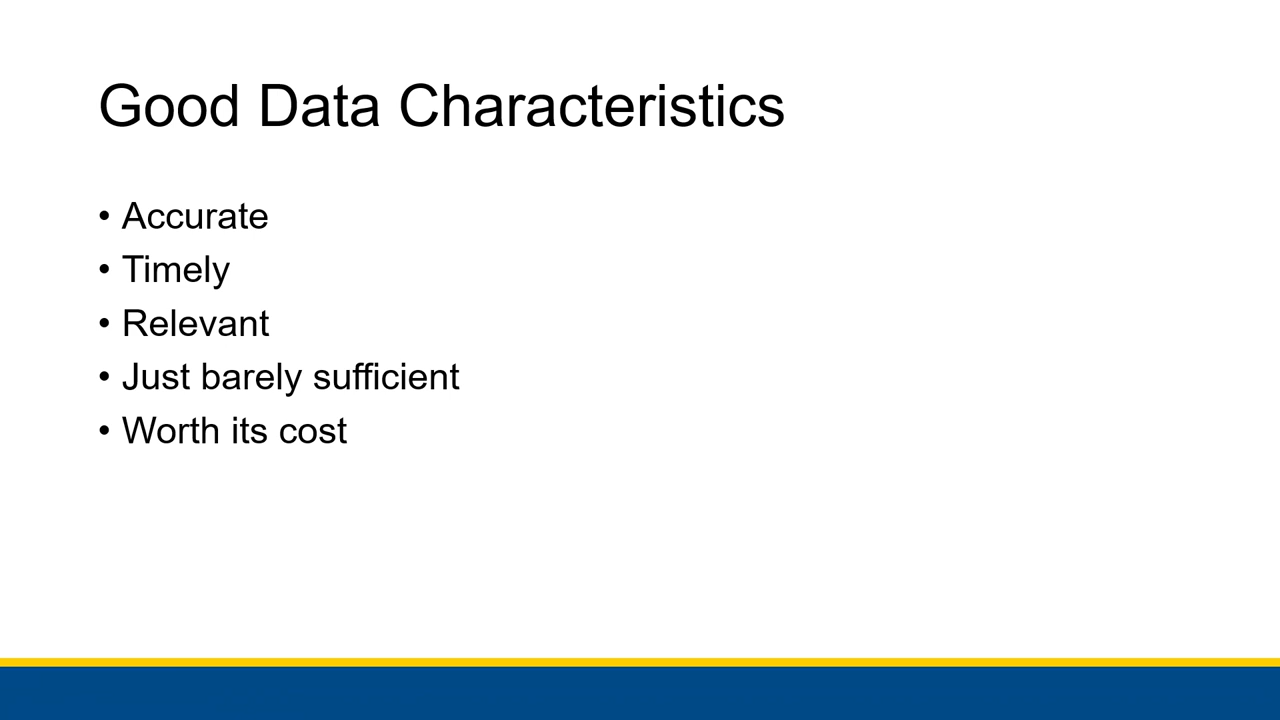 Good Data Characteristics
• Accurate
• Timely
• Relevant
• Just barely sufficient
• Worth its cost